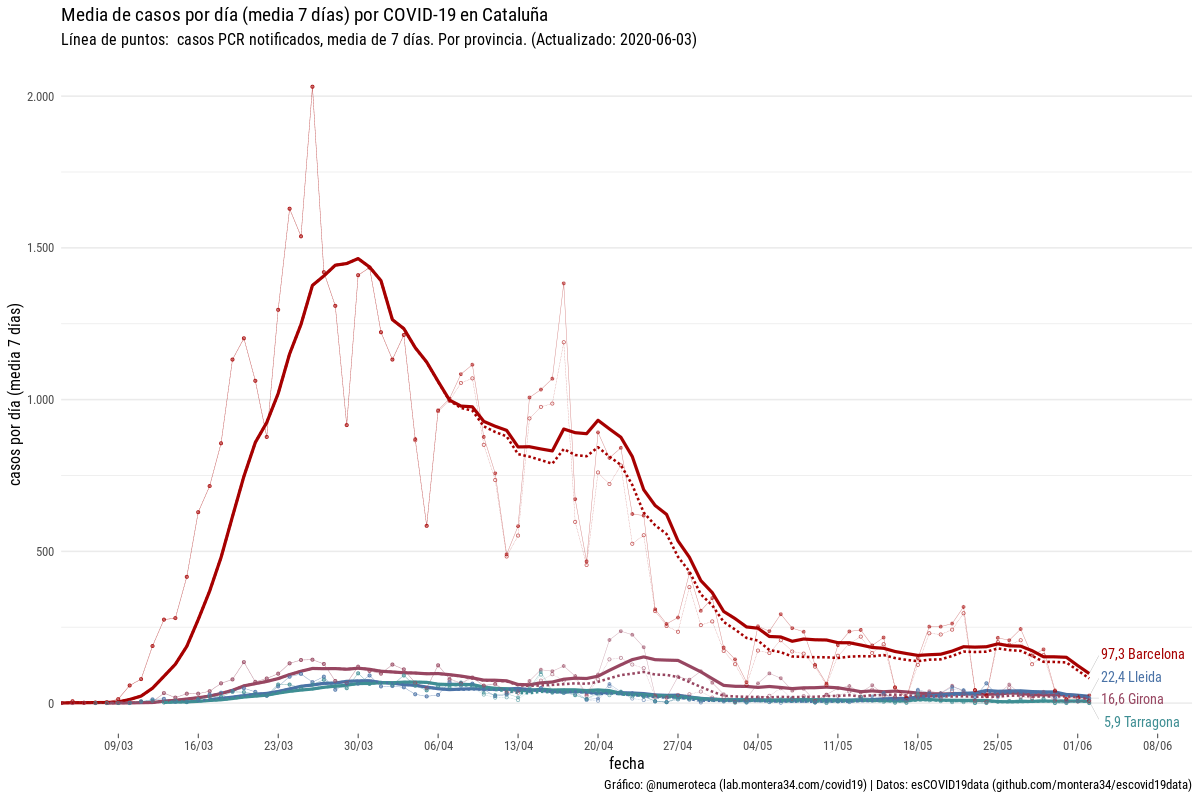 Media de casos por día (media 7 días) por COVID-19 en Cataluña
Línea de puntos:  casos PCR notificados, media de 7 días. Por provincia. (Actualizado: 2020-06-03)
casos por día (media 7 días)
2.000
1.500
1.000
500
0
97,3 Barcelona
22,4 Lleida
16,6 Girona
5,9 Tarragona
09/03 16/03 23/03 30/03 06/04 13/04 20/04 27/04 04/05 11/05 18/05 25/05 01/06 08/06
fecha
Gráfico: @numeroteca (lab.montera34.com/covid19) | Datos: esCOVID19data (github.com/montera34/escovid19data)